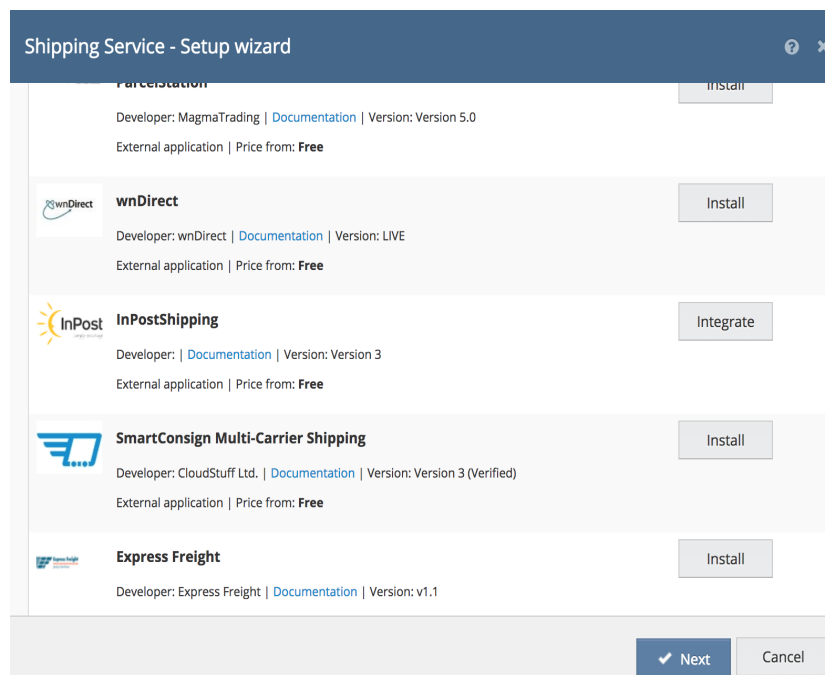 Shipping Service - Setup wizard
ParcelStation
Install
Developer: MagmaTrading | Documentation | Version: Version 5.0
External application | Price from: Free
wnDirect
wnDirect
Install
Developer: wnDirect | Documentation | Version: LIVE
External application | Price from: Free
InPost
InPostShipping
Integrate
Developer: | Documentation | Version: Version 3
External application | Price from: Free
SmartConsign Multi-Carrier Shipping
Install
Developer: CloudStuff Ltd. | Documentation | Version: Version 3 (Verified)
External application | Price from: Free
Express Freight
Express Freight
Install
Developer: Express Freight | Documentation | Version: v1.1
Next
Cancel